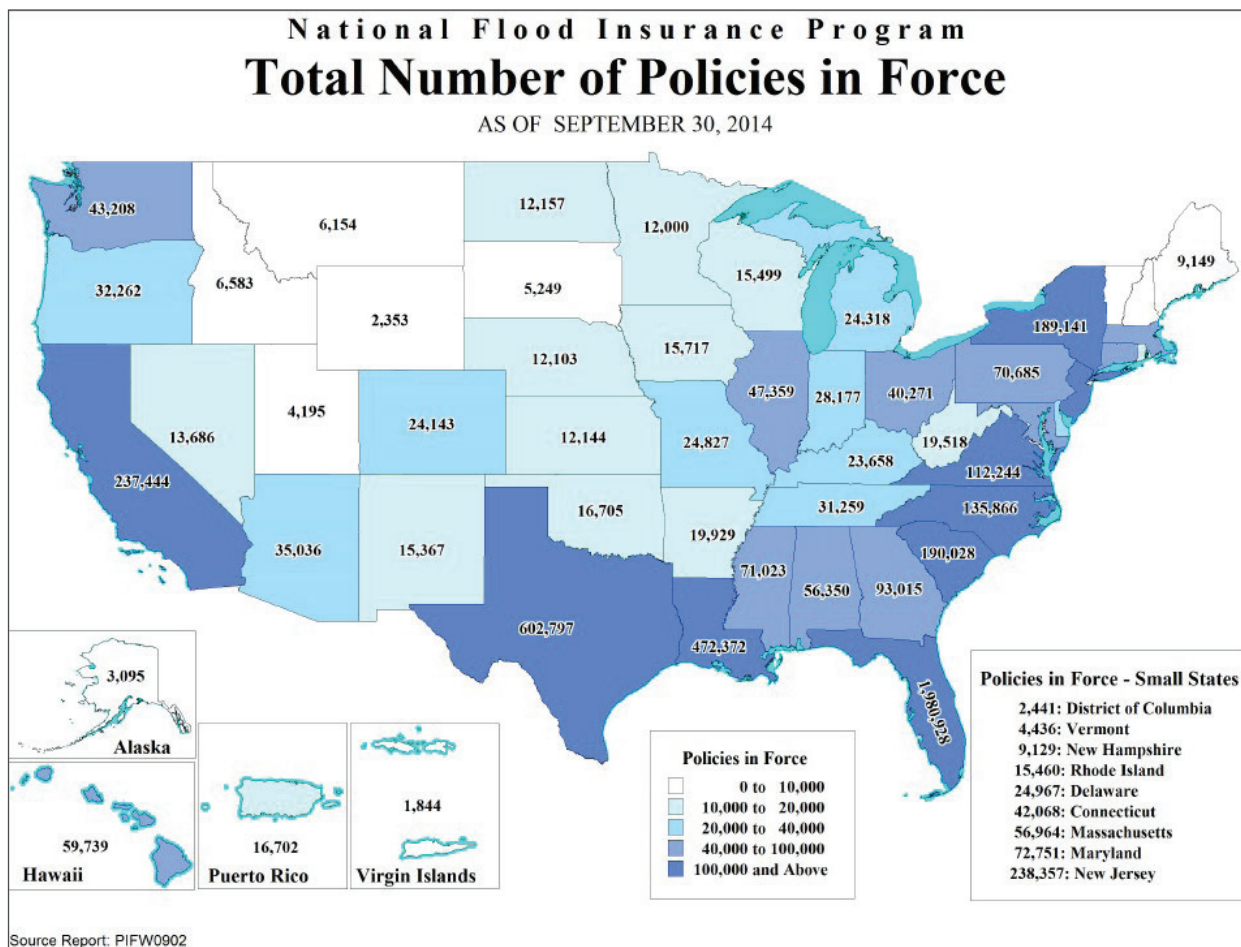 National Flood Insurance Program
Total Number of Policies in Force
AS OF SEPTEMBER 30, 2014
43,208
6,154
12,157
12,000
9,149
32,262
6,583
2,353
5,249
15,499
24,318
189,141
12,103
15,717
70,685
4,195
24,143
47,359
28,177
40,271
13,686
12,144
24,827
19,518
23,658
112,244
237,444
31,259
135,866
35,036
15,367
16,705
19,929
190,028
71,023
56,350
93,015
602,797
472,372
1,980,928
3,095
Alaska
59,739
Hawaii
16,702
Puerto Rico
1,844
Virgin Islands
Policies in Force
0 to 10,000
10,000 to 20,000
20,000 to 40,000
40,000 to 100,000
100,000 and Above
Policies in Force - Small States
2,441: District of Columbia
4,436: Vermont
9,129: New Hampshire
15,460: Rhode Island
24,967: Delaware
42,068: Connecticut
56,964: Massachusetts
72,751: Maryland
238,357: New Jersey
Source Report: PIFW0902